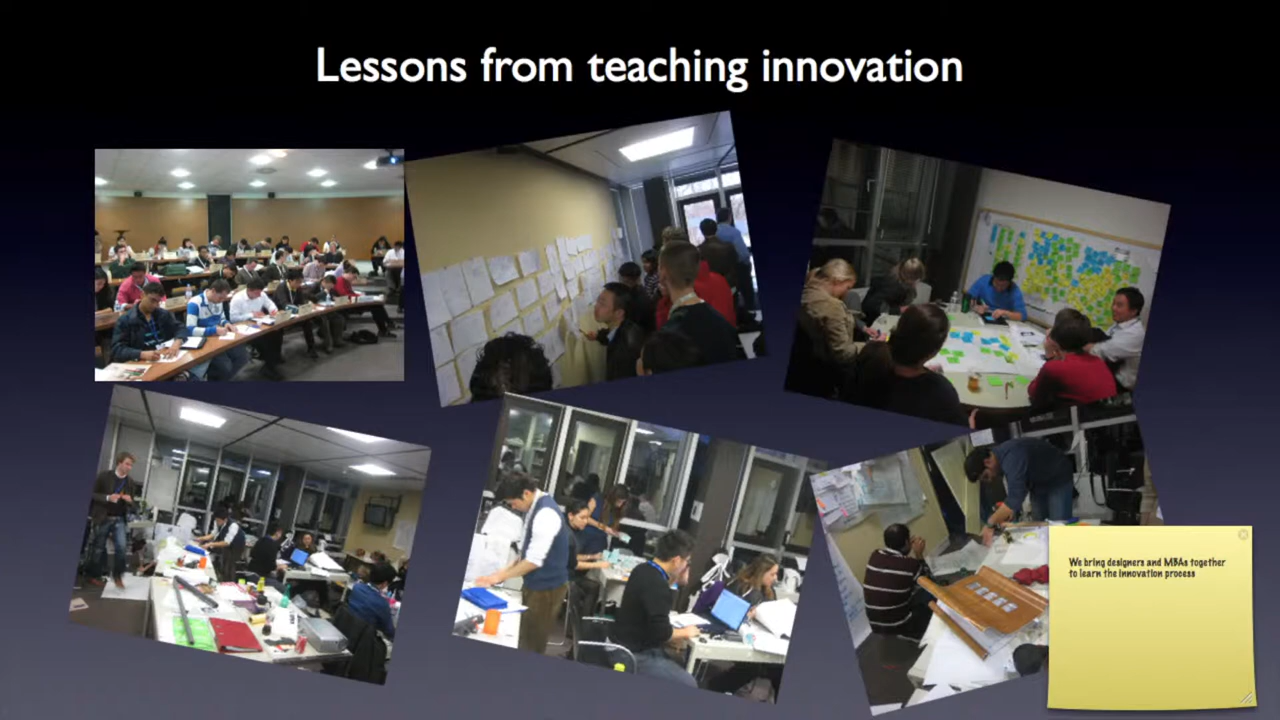 Lessons from teaching innovation
We bring designers and MBAs together
to learn the innovation process